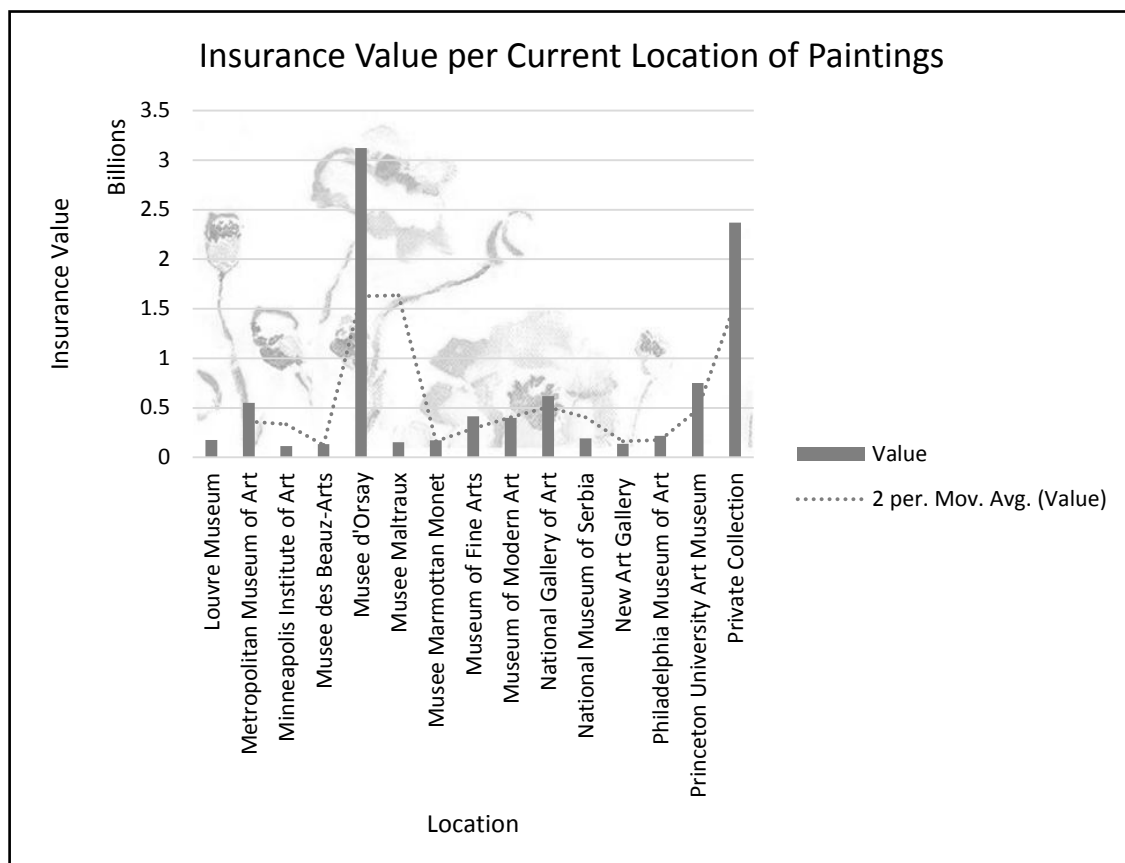 Insurance Value per Current Location of Paintings
Billions
Insurance Value
3.5
3
2.5
2
1.5
1
0.5
0
Louvre Museum
Metropolitan Museum of Art
Minneapolis Institute of Art
Musee des Beauz-Arts
Musee d'Orsay
Musee Maltraux
Musee Marmottan Monet
Museum of Fine Arts
Museum of Modern Art
National Gallery of Art
National Museum of Serbia
New Art Gallery
Philadelphia Museum of Art
Princeton University Art Museum
Private Collection
Location
Value
2 per. Mov. Avg. (Value)